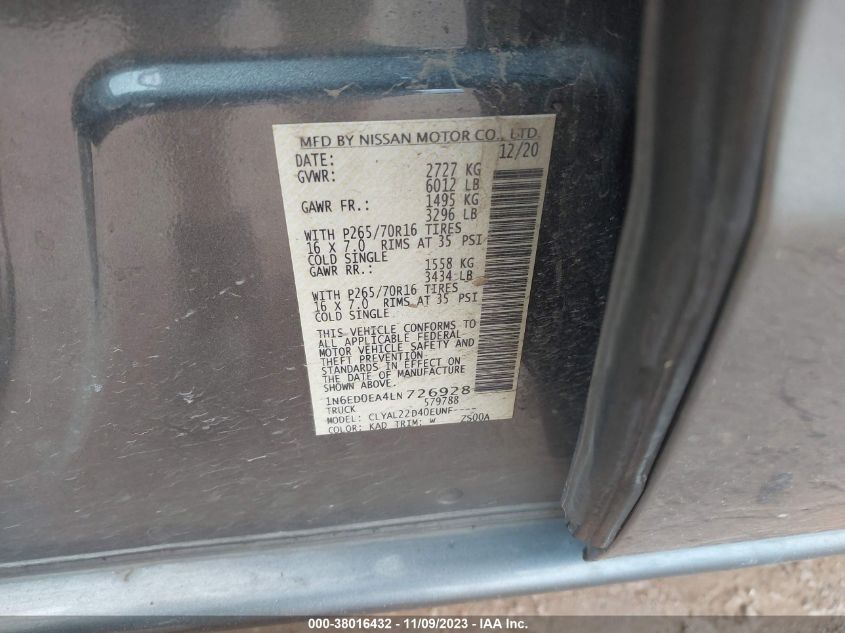 MFD BY NISSAN MOTOR CO., LTD.
DATE: 12/20
GVWR: 2727 KG
6012 LB
GAWR FR.: 1495 KG
3296 LB
WITH P265/70R16 TIRES
16 X 7.0 RIMS AT 35 PSI
COLD SINGLE
GAWR RR.: 1558 KG
3434 LB
WITH P265/70R16 TIRES
16 X 7.0 RIMS AT 35 PSI
COLD SINGLE
THIS VEHICLE CONFORMS TO
ALL APPLICABLE FEDERAL
MOTOR VEHICLE SAFETY AND
THEFT PREVENTION
STANDARDS IN EFFECT ON
THE DATE OF MANUFACTURE
SHOWN ABOVE.
1N6ED0EA4LN726928
TRUCK 579788
MODEL: CLYAL22D40EUNF----
COLOR: KAD TRIM: W ZS00A
000-38016432 - 11/09/2023 - IAA Inc.